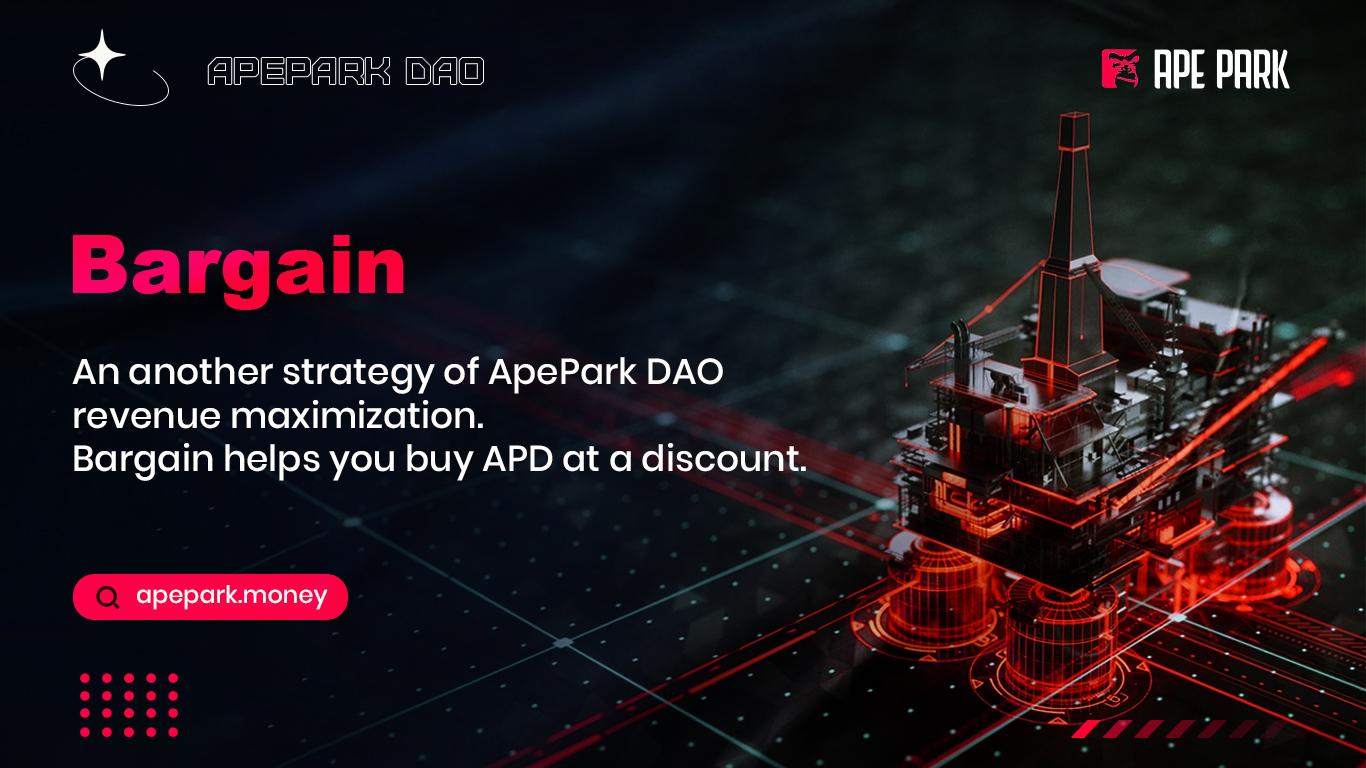 APEPARK DAO
APE PARK
Bargain
An another strategy of ApePark DAO
revenue maximization.
Bargain helps you buy APD at a discount.
apepark.money